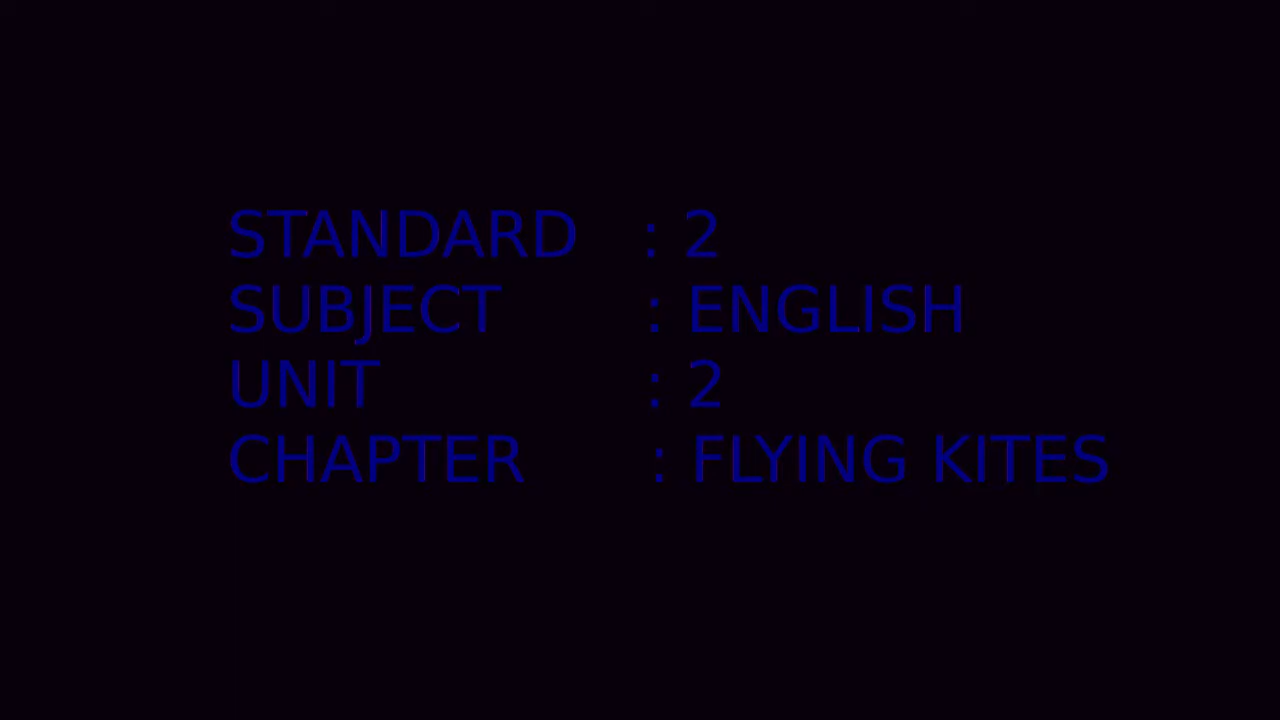 STANDARD : 2
SUBJECT : ENGLISH
UNIT : 2
CHAPTER : FLYING KITES